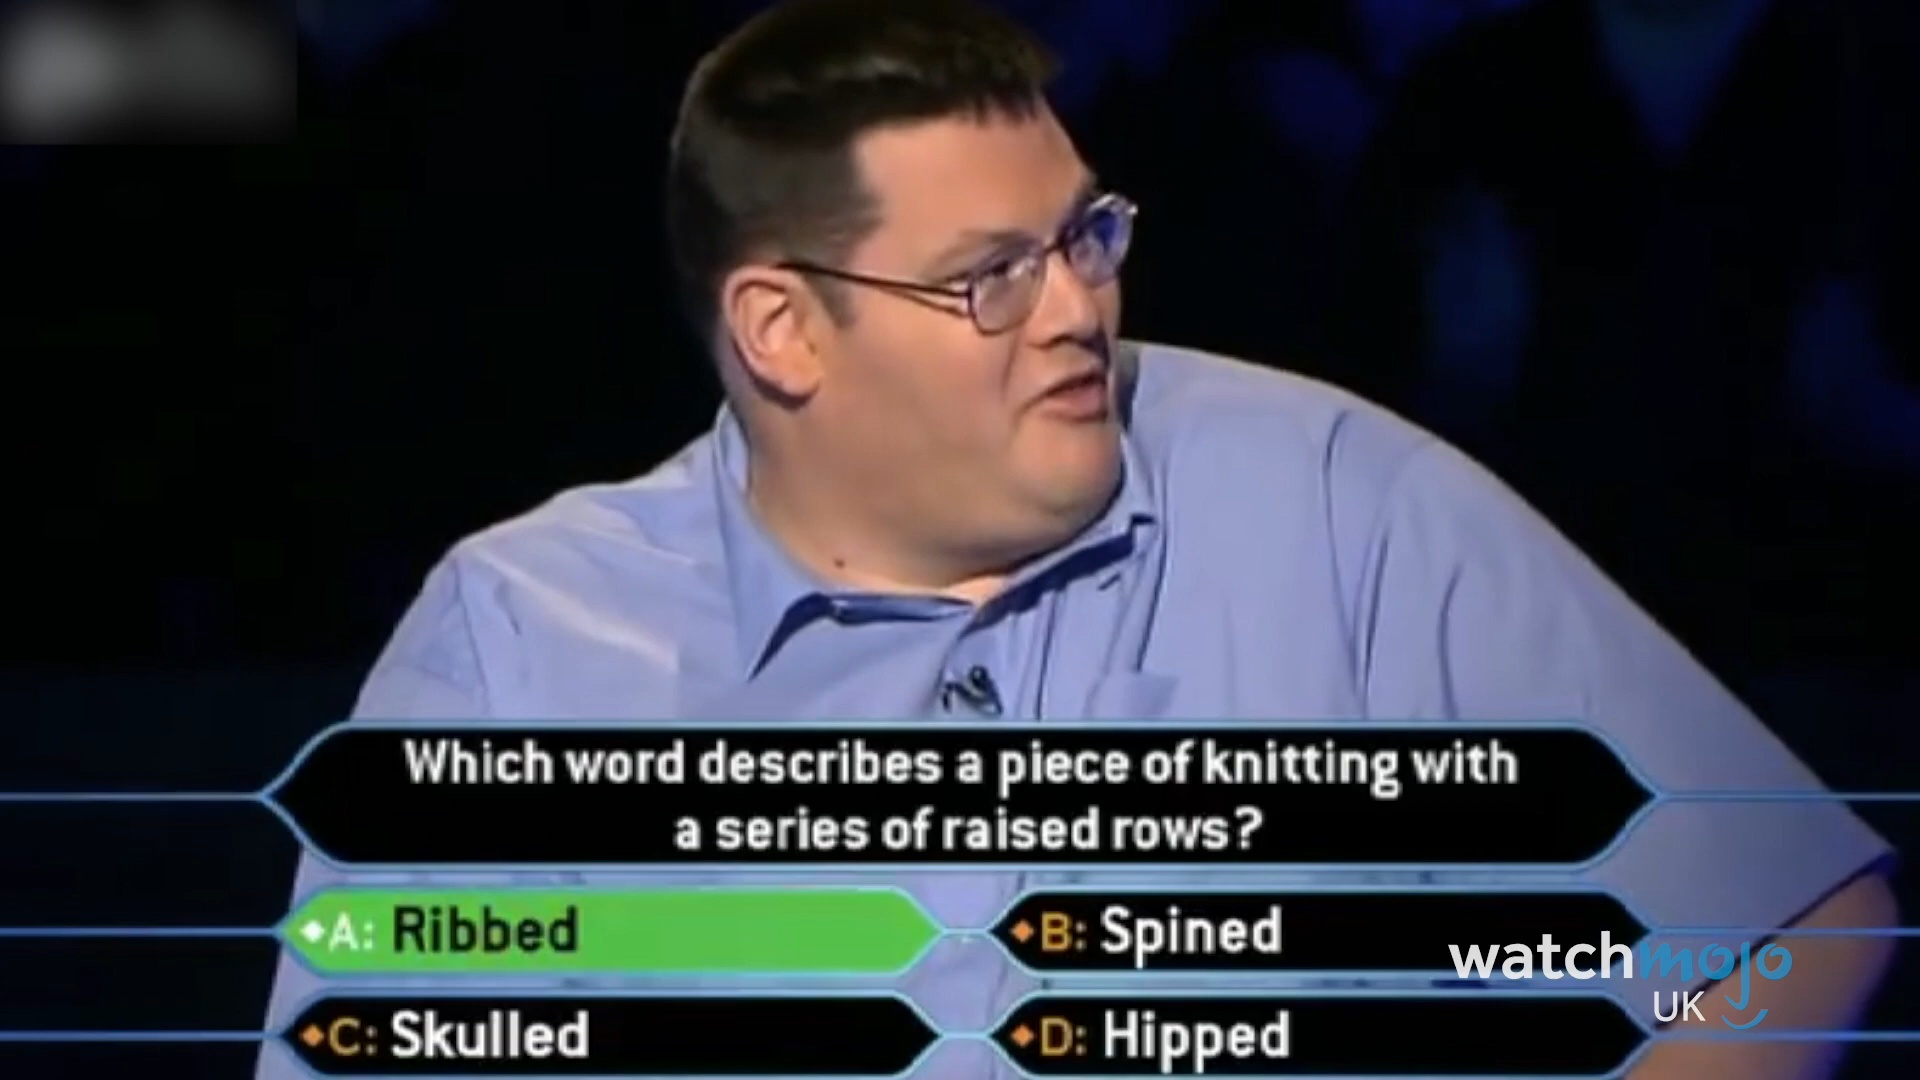 Which word describes a piece of knitting with
a series of raised rows?
A: Ribbed
B: Spined
C: Skulled
D: Hipped
watchmojo
UK